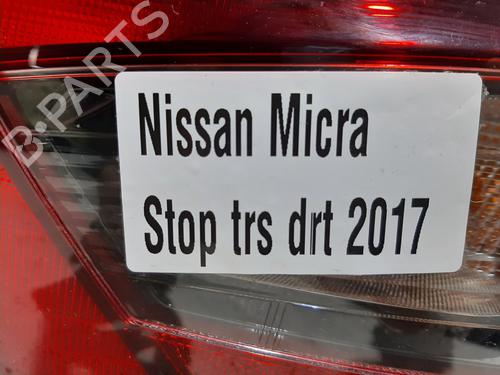 B-PARTS
Nissan Micra
Stop trs drt 2017